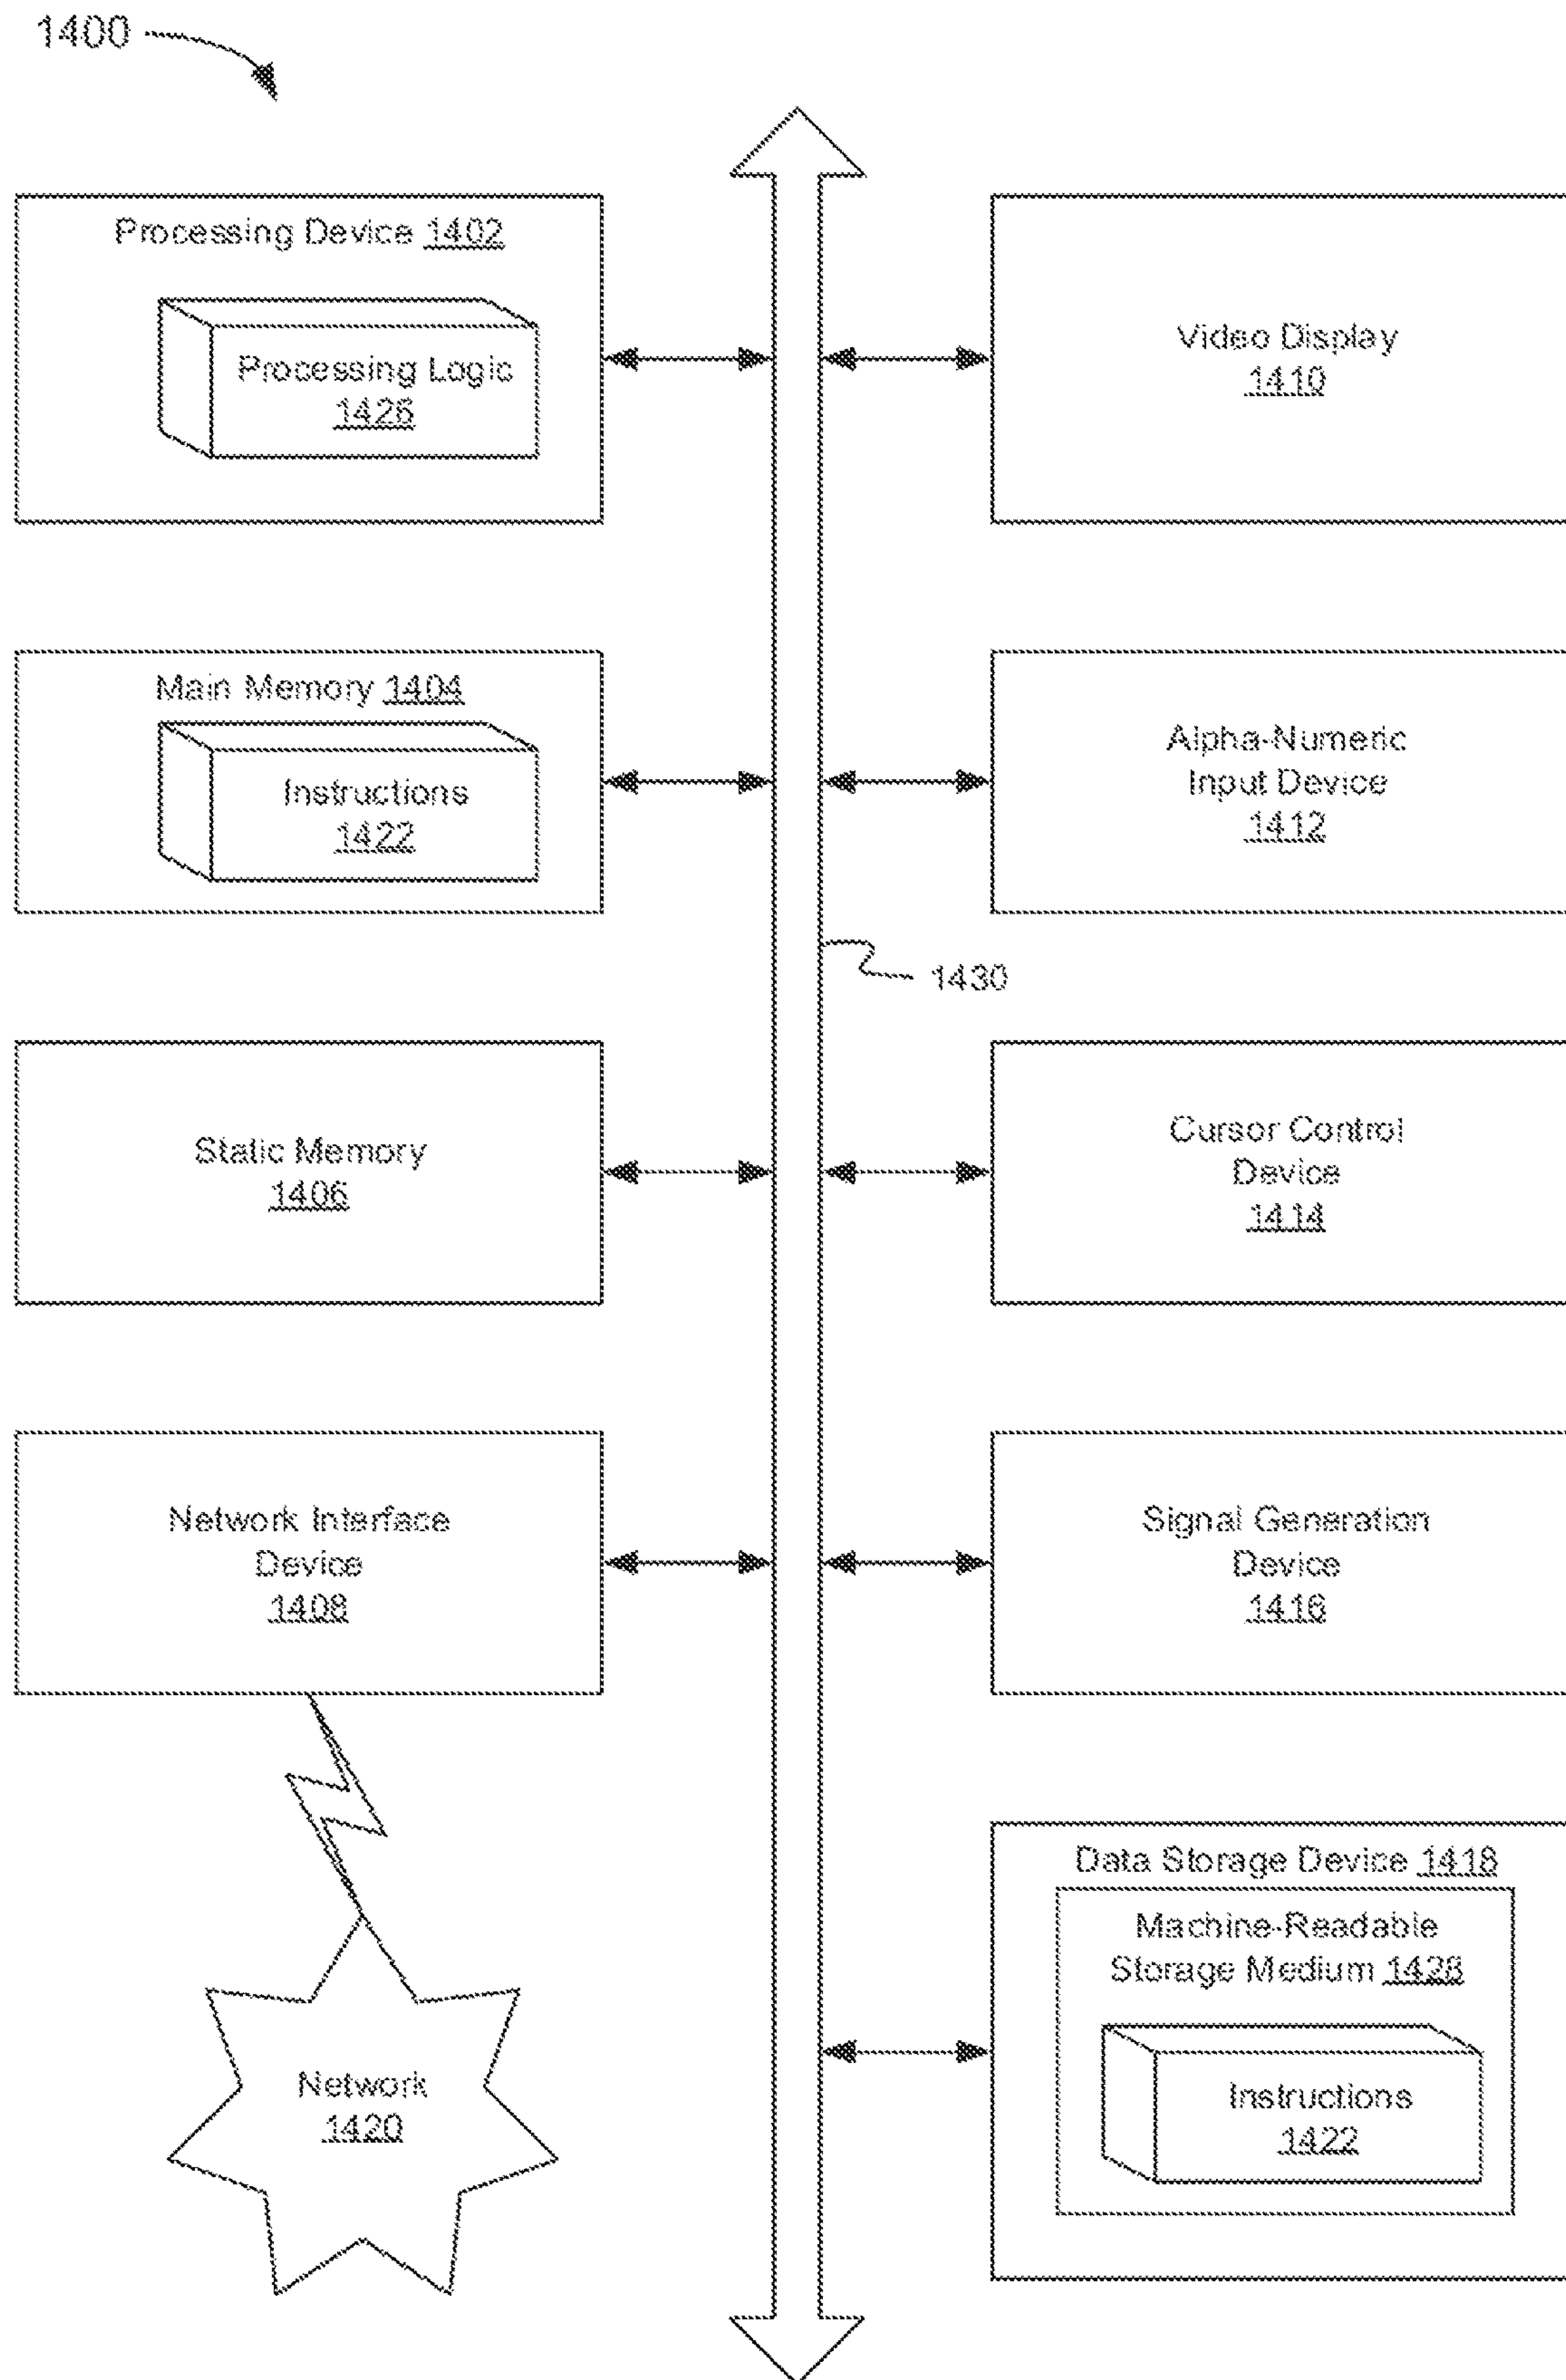 1400
Processing Device 1402
Processing Logic
1426
Video Display
1410
Main Memory 1404
Instructions
1422
Alpha-Numeric
Input Device
1412
1430
Static Memory
1406
Cursor Control
Device
1414
Network Interface
Device
1408
Signal Generation
Device
1416
Data Storage Device 1418
Machine-Readable
Storage Medium 1428
Instructions
1422
Network
1420